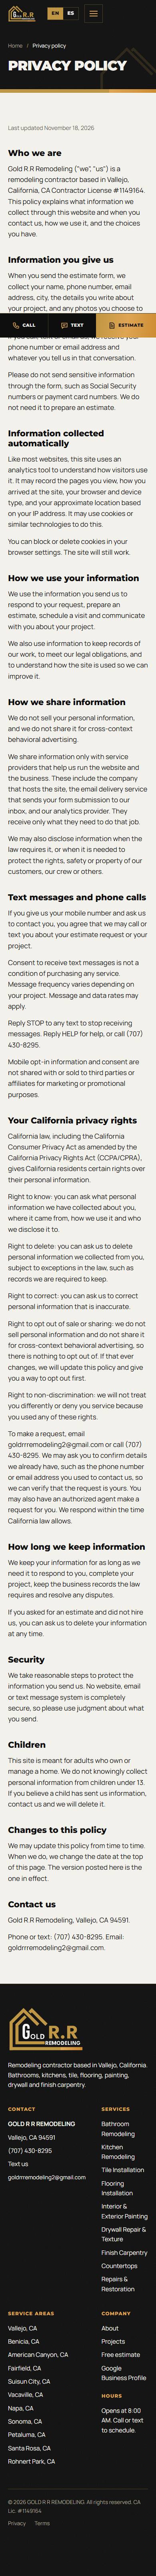 GOLD R.R
REMODELING
EN ES
Home / Privacy policy
PRIVACY POLICY
Last updated November 18, 2026
Who we are
Gold R.R Remodeling ("we", "us") is a
remodeling contractor based in Vallejo,
California, CA Contractor License #1149164.
This policy explains what information we
collect through this website and when you
contact us, how we use it, and the choices
you have.
Information you give us
When you send the estimate form, we
collect your name, phone number, email
address, city, the details you write about
your project, and any photos you choose to
CALL TEXT ESTIMATE
phone number or email address and
whatever you tell us in that conversation.
Please do not send sensitive information
through the form, such as Social Security
numbers or payment card numbers. We do
not need it to prepare an estimate.
Information collected
automatically
Like most websites, this site uses an
analytics tool to understand how visitors use
it. It may record the pages you view, how you
arrived at the site, your browser and device
type, and your approximate location based
on your IP address. It may use cookies or
similar technologies to do this.
You can block or delete cookies in your
browser settings. The site will still work.
How we use your information
We use the information you send us to
respond to your request, prepare an
estimate, schedule a visit and communicate
with you about your project.
We also use information to keep records of
our work, to meet our legal obligations, and
to understand how the site is used so we can
improve it.
How we share information
We do not sell your personal information,
and we do not share it for cross-context
behavioral advertising.
We share information only with service
providers that help us run the website and
the business. These include the company
that hosts the site, the email delivery service
that sends your form submission to our
inbox, and our analytics provider. They
receive only what they need to do that job.
We may also disclose information when the
law requires it, or when it is needed to
protect the rights, safety or property of our
customers, our crew or others.
Text messages and phone calls
If you give us your mobile number and ask us
to contact you, you agree that we may call or
text you about your estimate request or your
project.
Consent to receive text messages is not a
condition of purchasing any service.
Message frequency varies depending on
your project. Message and data rates may
apply.
Reply STOP to any text to stop receiving
messages. Reply HELP for help, or call (707)
430-8295.
Mobile opt-in information and consent are
not shared with or sold to third parties or
affiliates for marketing or promotional
purposes.
Your California privacy rights
California law, including the California
Consumer Privacy Act as amended by the
California Privacy Rights Act (CCPA/CPRA),
gives California residents certain rights over
their personal information.
Right to know: you can ask what personal
information we have collected about you,
where it came from, how we use it and who
we disclose it to.
Right to delete: you can ask us to delete
personal information we collected from you,
subject to exceptions in the law, such as
records we are required to keep.
Right to correct: you can ask us to correct
personal information that is inaccurate.
Right to opt out of sale or sharing: we do not
sell personal information and do not share it
for cross-context behavioral advertising, so
there is nothing to opt out of. If that ever
changes, we will update this policy and give
you a way to opt out first.
Right to non-discrimination: we will not treat
you differently or deny you service because
you used any of these rights.
To make a request, email
goldrrremodeling2@gmail.com or call (707)
430-8295. We may ask you to confirm details
we already have, such as the phone number
or email address you used to contact us, so
we can verify that the request is yours. You
may also have an authorized agent make a
request for you. We respond within the time
California law allows.
How long we keep information
We keep your information for as long as we
need it to respond to you, complete your
project, keep the business records the law
requires and resolve any disputes.
If you asked for an estimate and did not hire
us, you can ask us to delete your information
at any time.
Security
We take reasonable steps to protect the
information you send us. No website, email
or text message system is completely
secure, so please use judgment about what
you send.
Children
This site is meant for adults who own or
manage a home. We do not knowingly collect
personal information from children under 13.
If you believe a child has sent us information,
contact us and we will delete it.
Changes to this policy
We may update this policy from time to time.
When we do, we change the date at the top
of this page. The version posted here is the
one in effect.
Contact us
Gold R.R Remodeling, Vallejo, CA 94591.
Phone or text: (707) 430-8295. Email:
goldrrremodeling2@gmail.com.
GOLD R.R
REMODELING
Remodeling contractor based in Vallejo, California.
Bathrooms, kitchens, tile, flooring, painting,
drywall and finish carpentry.
CONTACT
GOLD R R REMODELING
Vallejo, CA 94591
(707) 430-8295
Text us
goldrrremodeling2@gmail.com
SERVICES
Bathroom
Remodeling
Kitchen
Remodeling
Tile Installation
Flooring
Installation
Interior &
Exterior Painting
Drywall Repair &
Texture
Finish Carpentry
Countertops
Repairs &
Restoration
SERVICE AREAS
Vallejo, CA
Benicia, CA
American Canyon, CA
Fairfield, CA
Suisun City, CA
Vacaville, CA
Napa, CA
Sonoma, CA
Petaluma, CA
Santa Rosa, CA
Rohnert Park, CA
COMPANY
About
Projects
Free estimate
Google
Business Profile
HOURS
Opens at 8:00
AM. Call or text
to schedule.
© 2026 GOLD R R REMODELING. All rights reserved. CA
Lic. #1149164
Privacy Terms